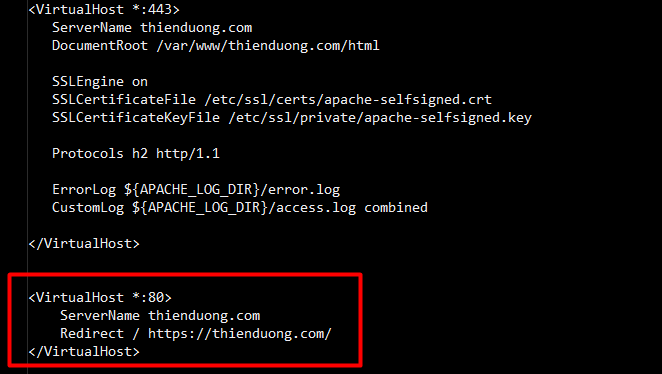 <VirtualHost *:443>
ServerName thienduong.com
DocumentRoot /var/www/thienduong.com/html
SSLEngine on
SSLCertificateFile /etc/ssl/certs/apache-selfsigned.crt
SSLCertificateKeyFile /etc/ssl/private/apache-selfsigned.key
Protocols h2 http/1.1
ErrorLog ${APACHE_LOG_DIR}/error.log
CustomLog ${APACHE_LOG_DIR}/access.log combined
</VirtualHost>
<VirtualHost *:80>
ServerName thienduong.com
Redirect / https://thienduong.com/
</VirtualHost>